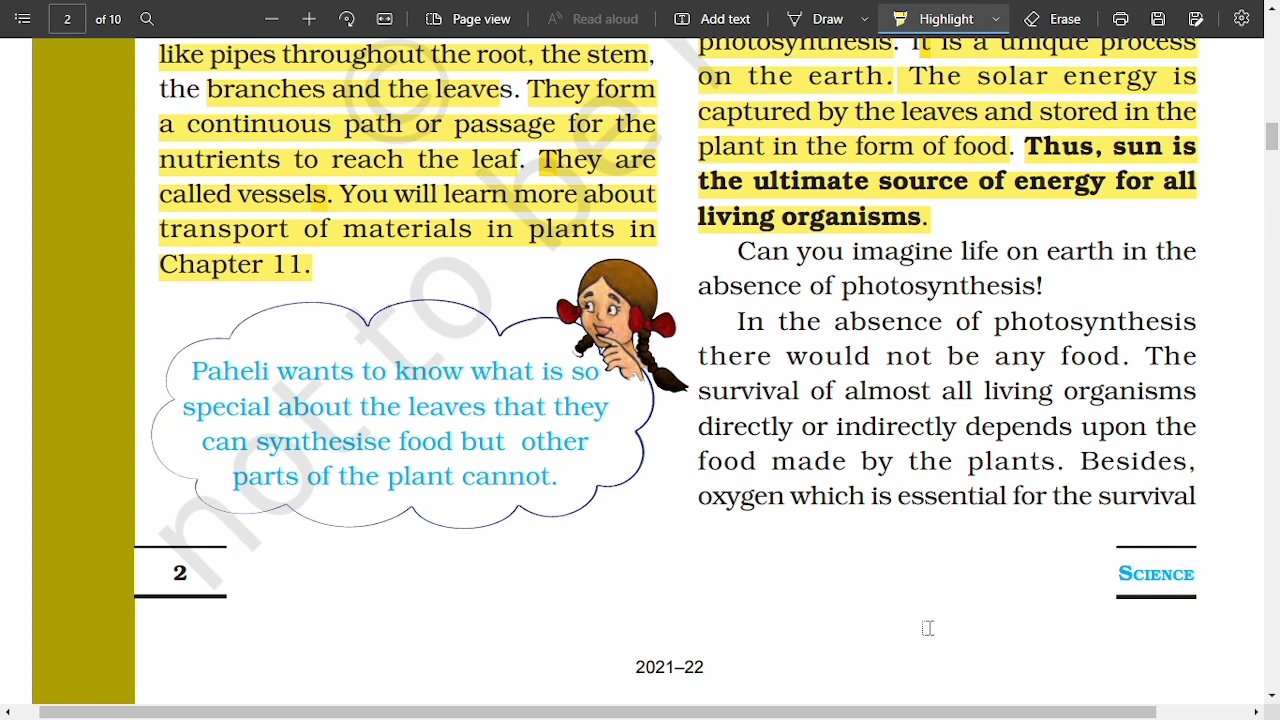 2 of 10 Page view Read aloud Add text Draw Highlight Erase
like pipes throughout the root, the stem,
the branches and the leaves. They form
a continuous path or passage for the
nutrients to reach the leaf. They are
called vessels. You will learn more about
transport of materials in plants in
Chapter 11.
Paheli wants to know what is so
special about the leaves that they
can synthesise food but other
parts of the plant cannot.
2
photosynthesis. It is a unique process
on the earth. The solar energy is
captured by the leaves and stored in the
plant in the form of food. Thus, sun is
the ultimate source of energy for all
living organisms.
Can you imagine life on earth in the
absence of photosynthesis!
In the absence of photosynthesis
there would not be any food. The
survival of almost all living organisms
directly or indirectly depends upon the
food made by the plants. Besides,
oxygen which is essential for the survival
SCIENCE
2021–22
not to be
©